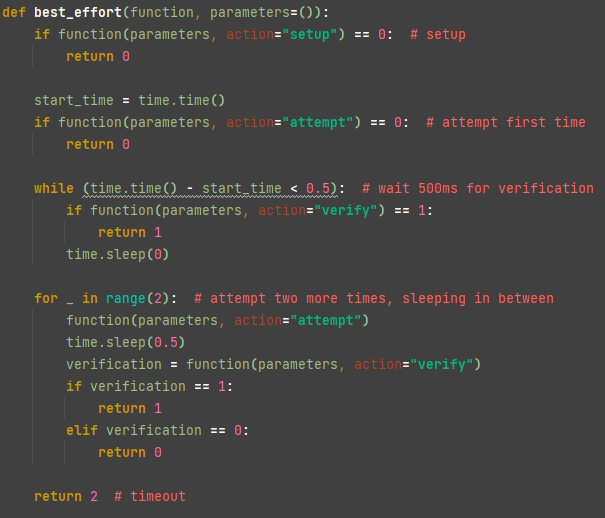 def best_effort(function, parameters=()):
    if function(parameters, action="setup") == 0:  # setup
        return 0

    start_time = time.time()
    if function(parameters, action="attempt") == 0:  # attempt first time
        return 0

    while (time.time() - start_time < 0.5):  # wait 500ms for verification
        if function(parameters, action="verify") == 1:
            return 1
        time.sleep(0)

    for _ in range(2):  # attempt two more times, sleeping in between
        function(parameters, action="attempt")
        time.sleep(0.5)
        verification = function(parameters, action="verify")
        if verification == 1:
            return 1
        elif verification == 0:
            return 0

    return 2  # timeout